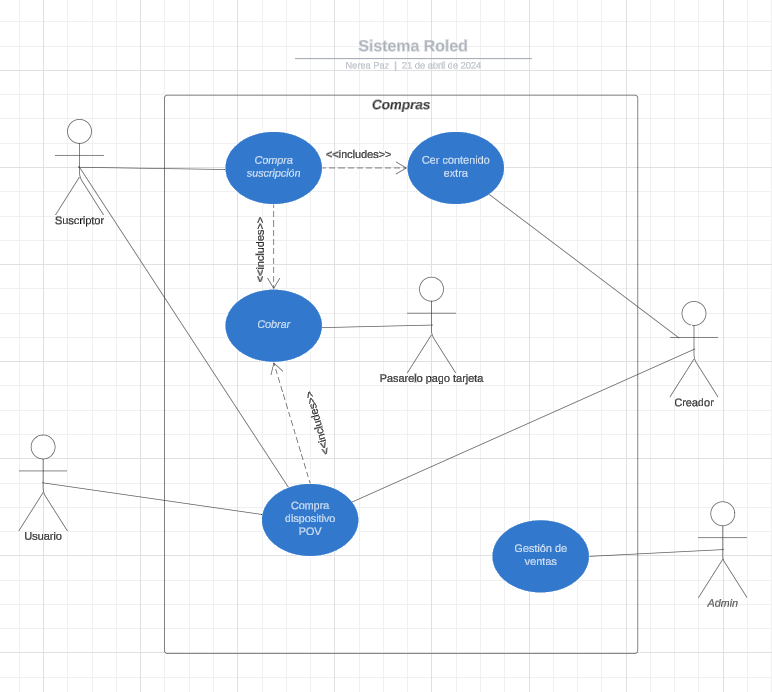 Sistema Roled
Nerea Paz | 21 de abril de 2024
Compras
Compra
suscripción
<<includes>>
Cer contenido
extra
Suscriptor
<<includes>>
Cobrar
Pasarelo pago tarjeta
Creador
<<includes>>
Usuario
Compra
dispositivo
POV
Gestión de
ventas
Admin